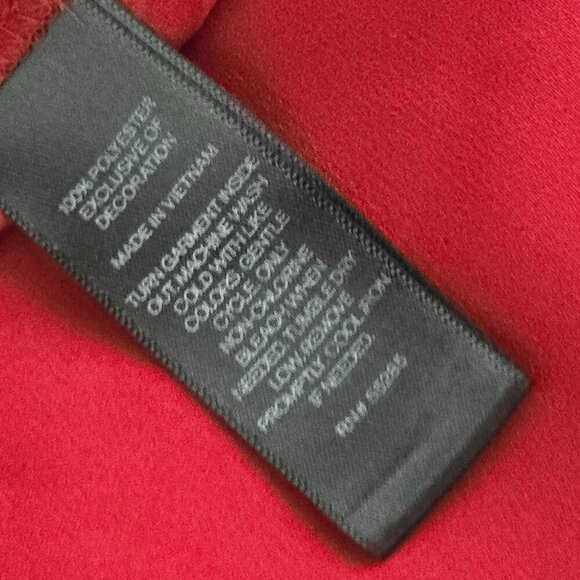 100% POLYESTER
EXCLUSIVE OF
DECORATION
MADE IN VIETNAM
TURN GARMENT INSIDE
OUT. MACHINE WASH
COLD WITH LIKE
COLORS. GENTLE
CYCLE. ONLY
NON-CHLORINE
BLEACH WHEN
NEEDED. TUMBLE DRY
LOW. REMOVE
PROMPTLY. COOL IRON
IF NEEDED.
RN#